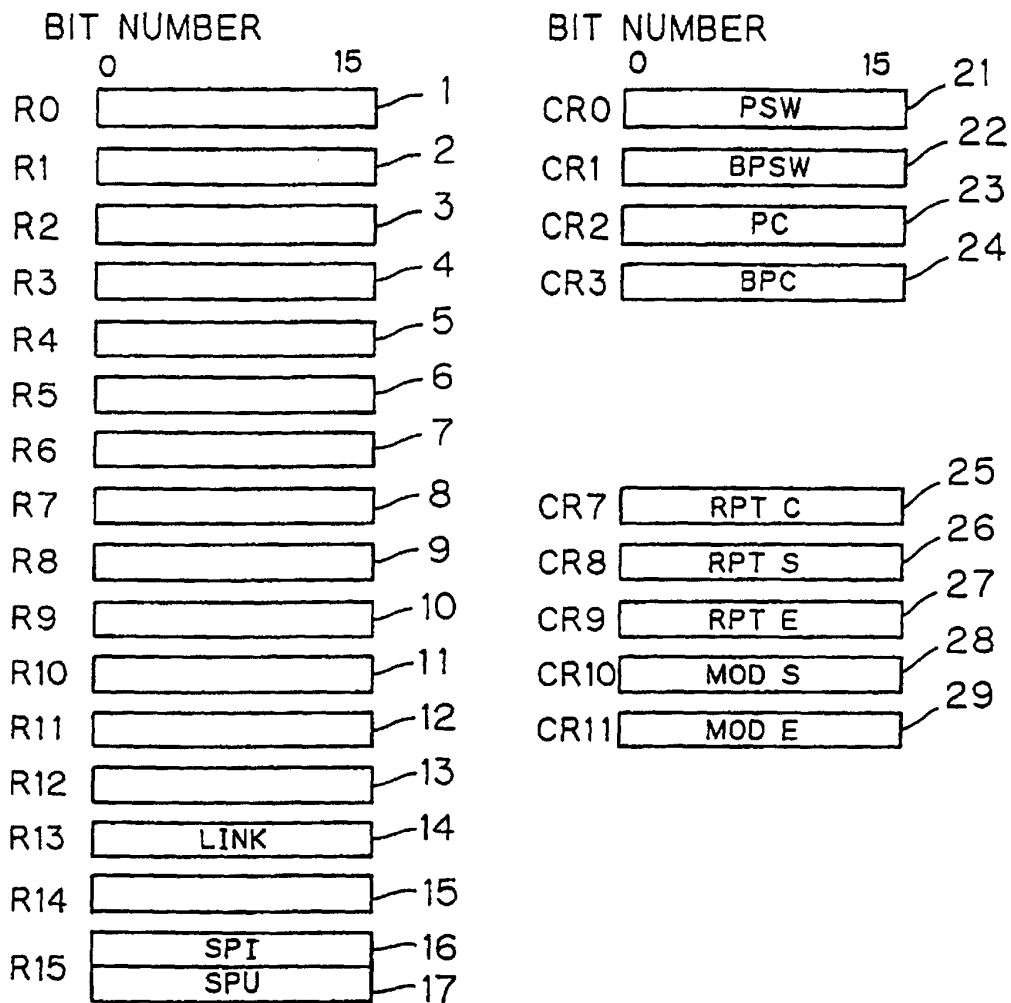 BIT NUMBER
0 15
R0 1
R1 2
R2 3
R3 4
R4 5
R5 6
R6 7
R7 8
R8 9
R9 10
R10 11
R11 12
R12 13
R13 LINK 14
R14 15
R15 SPI 16
SPU 17
BIT NUMBER
0 15
CR0 PSW 21
CR1 BPSW 22
CR2 PC 23
CR3 BPC 24
CR7 RPT C 25
CR8 RPT S 26
CR9 RPT E 27
CR10 MOD S 28
CR11 MOD E 29